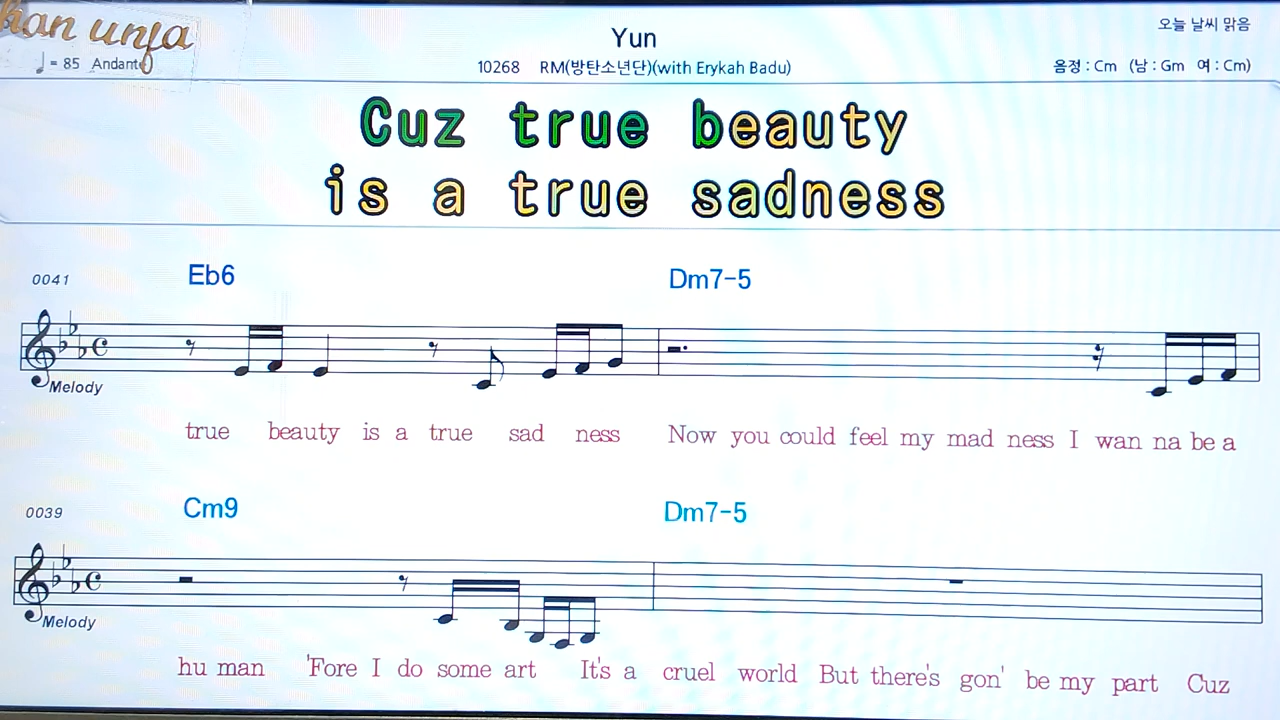 han unfa
♩ = 85 Andante
Yun
10268 RM(방탄소년단)(with Erykah Badu)
오늘 날씨 맑음
음정 : Cm (남 : Gm 여 : Cm)
Cuz true beauty
is a true sadness
0041 Eb6 Dm7-5
Melody
true beauty is a true sad ness Now you could feel my mad ness I wan na be a
0039 Cm9 Dm7-5
Melody
hu man 'Fore I do some art It's a cruel world But there's gon' be my part Cuz